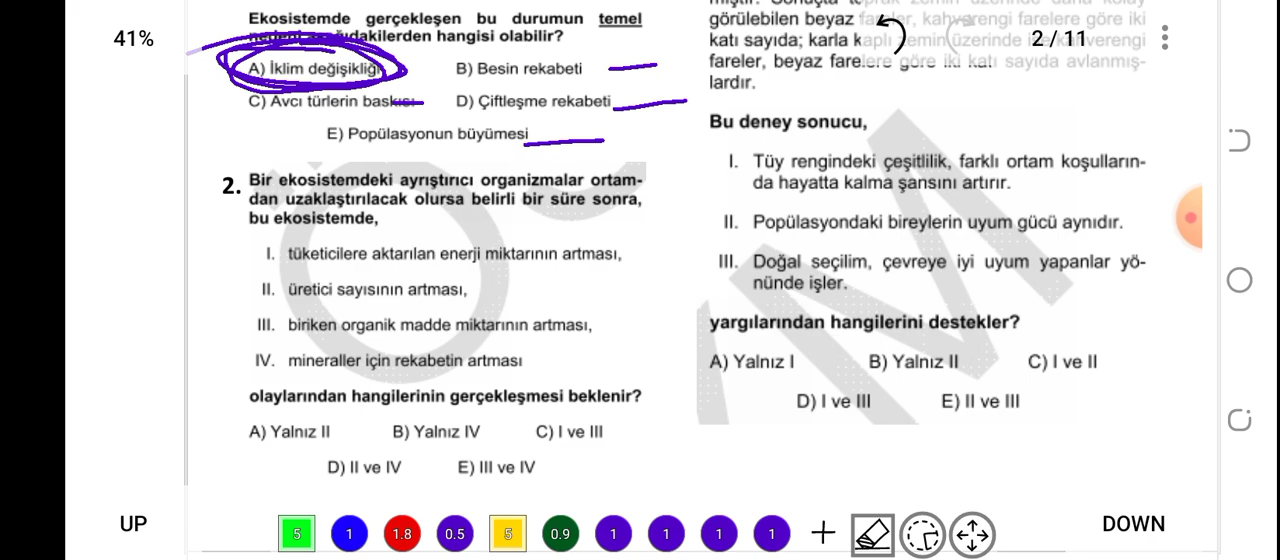 41%
Ekosistemde gerçekleşen bu durumun temel
hangisi olabilir?
A) İklim değişikliği
B) Besin rekabeti
C) Avcı türlerin baskısı
D) Çiftleşme rekabeti
E) Popülasyonun büyümesi
2. Bir ekosistemdeki ayrıştırıcı organizmalar ortam-
dan uzaklaştırılacak olursa belirli bir süre sonra,
bu ekosistemde,
I. tüketicilere aktarılan enerji miktarının artması,
II. üretici sayısının artması,
III. biriken organik madde miktarının artması,
IV. mineraller için rekabetin artması
olaylarından hangilerinin gerçekleşmesi beklenir?
A) Yalnız II
B) Yalnız IV
C) I ve III
D) II ve IV
E) III ve IV
görülebilen beyaz fareler, kahverengi farelere göre iki
katı sayıda; karla kaplı zeminüzerinde ise kahverengi
fareler, beyaz farelere göre iki katı sayıda avlanmış-
lardır.
2 / 11
Bu deney sonucu,
I. Tüy rengindeki çeşitlilik, farklı ortam koşulların-
da hayatta kalma şansını artırır.
II. Popülasyondaki bireylerin uyum gücü aynıdır.
III. Doğal seçilim, çevreye iyi uyum yapanlar yö-
nünde işler.
yargılarından hangilerini destekler?
A) Yalnız I
B) Yalnız II
C) I ve II
D) I ve III
E) II ve III
UP
5
1
1.8
0.5
5
0.9
1
1
1
1
DOWN